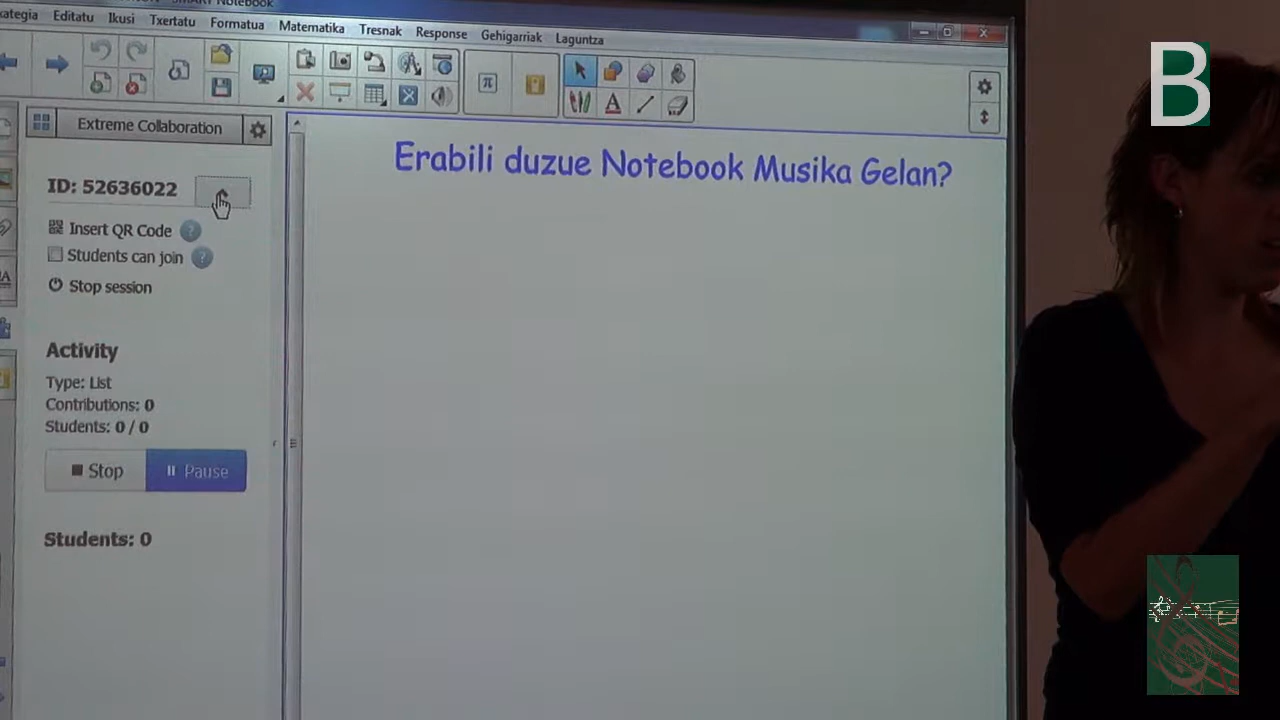 Notebook
Editatu Ikusi Txertatu Formatua Matematika Tresnak Response Gehigarriak Laguntza
Extreme Collaboration
Erabili duzue Notebook Musika Gelan?
ID: 52636022
Insert QR Code ?
Students can join ?
Stop session
Activity
Type: List
Contributions: 0
Students: 0 / 0
Stop Pause
Students: 0
B